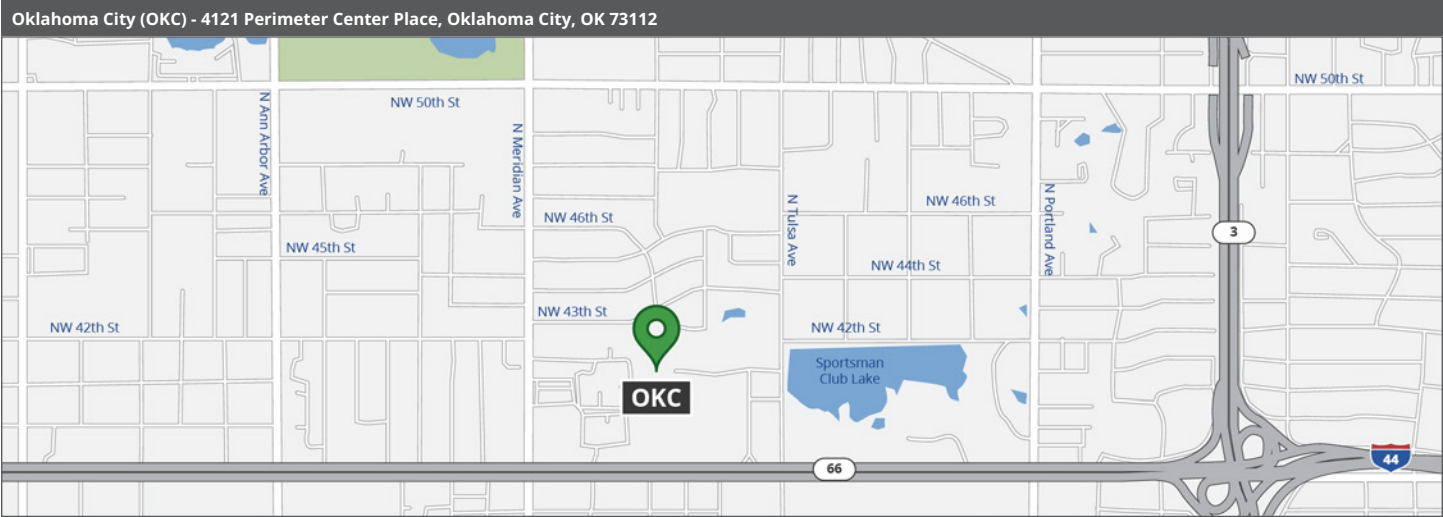 Oklahoma City (OKC) - 4121 Perimeter Center Place, Oklahoma City, OK 73112
NW 50th St
NW 50th St
N Ann Arbor Ave
N Meridian Ave
N Tulsa Ave
N Portland Ave
NW 46th St
NW 46th St
3
NW 45th St
NW 44th St
NW 43th St
NW 42th St
NW 42th St
Sportsman
Club Lake
OKC
66
44